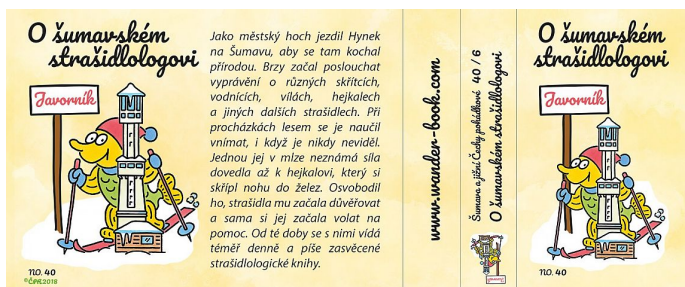 O šumavském
strašidlologovi
Javorník
no. 40
©ČPR 2018
Jako městský hoch jezdil Hynek
na Šumavu, aby se tam kochal
přírodou. Brzy začal poslouchat
vyprávění o různých skřítcích,
vodnících, vílách, hejkalech
a jiných dalších strašidlech. Při
procházkách lesem se je naučil
vnímat, i když je nikdy neviděl.
Jednou jej v mlze neznámá síla
dovedla až k hejkalovi, který si
skřípl nohu do želez. Osvobodil
ho, strašidla mu začala důvěřovat
a sama si jej začala volat na
pomoc. Od té doby se s nimi vídá
téměř denně a píše zasvěcené
strašidlologické knihy.
www.wander-book.com
Šumava a jižní Čechy pohádkové 40 / 6
O šumavském strašidlologovi
Javorník
O šumavském
strašidlologovi
Javorník
no. 40